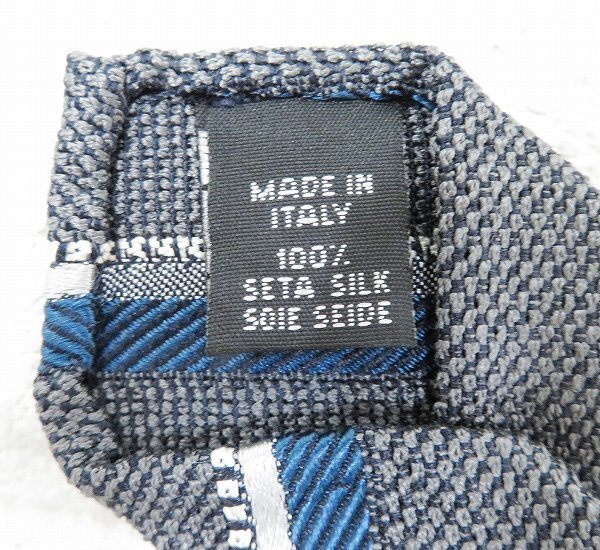 MADE IN
ITALY
100%
SETA SILK
SOIE SEIDE